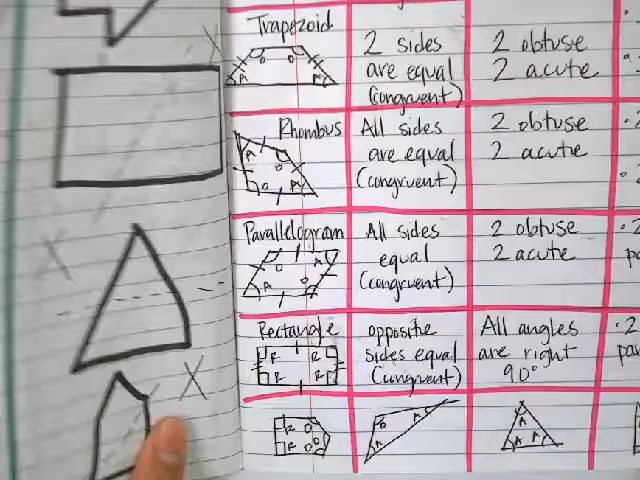 Trapezoid
2 sides
are equal
(congruent)
2 obtuse
2 acute
Rhombus
All sides
are equal
(congruent)
2 obtuse
2 acute
Parallelogram
All sides
equal
(congruent)
2 obtuse
2 acute
Rectangle
opposite
sides equal
(congruent)
All angles
are right
90°